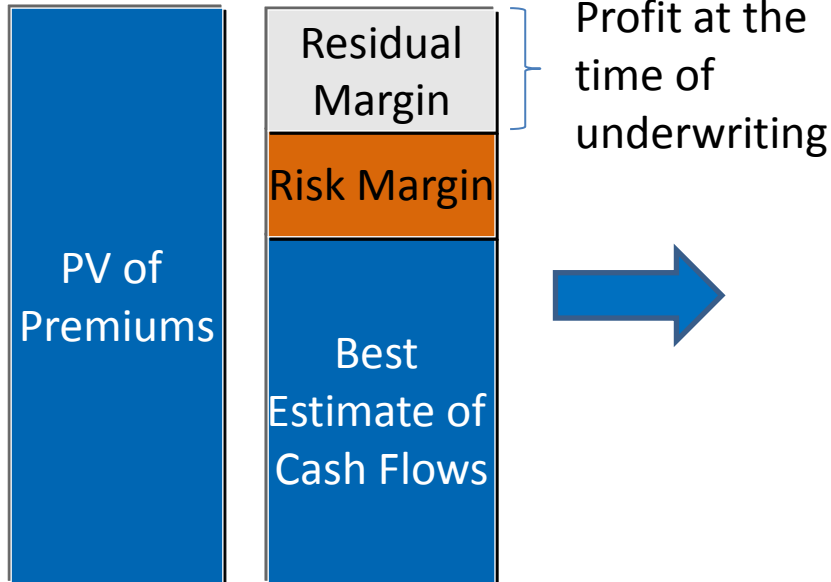 PV of
Premiums
Residual
Margin
Risk Margin
Best
Estimate of
Cash Flows
Profit at the
time of
underwriting